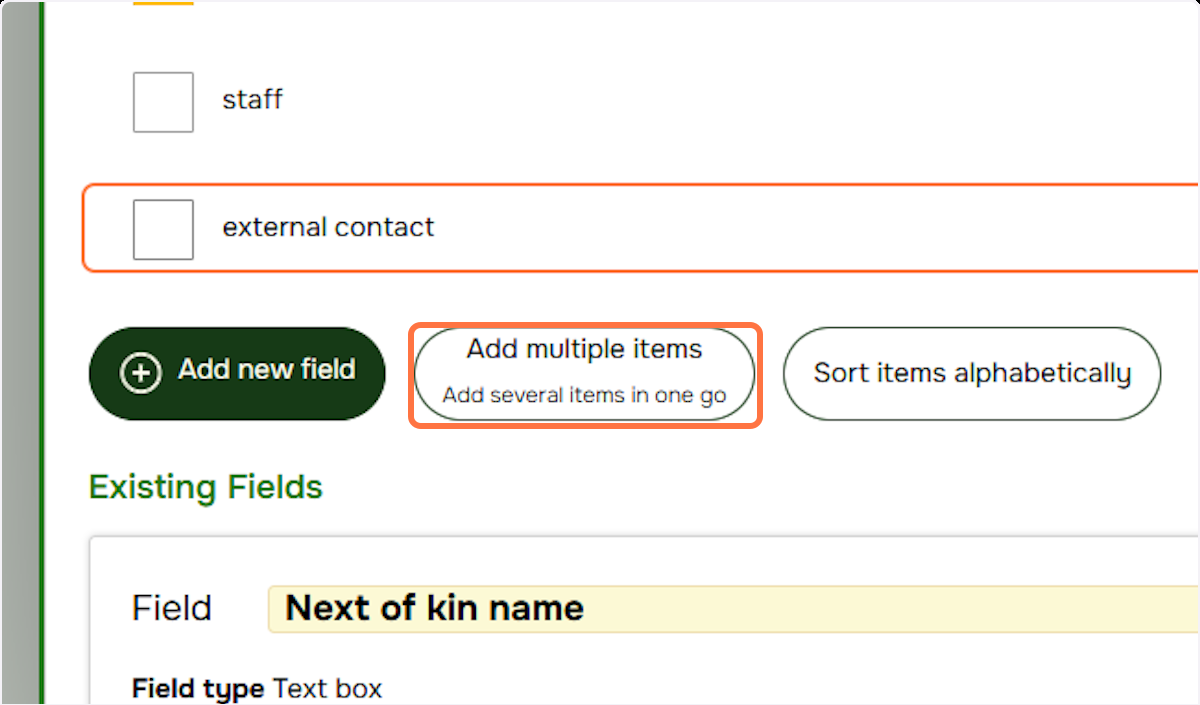 staff
external contact
Add new field
Add multiple items
Add several items in one go
Sort items alphabetically
Existing Fields
Field Next of kin name
Field type Text box